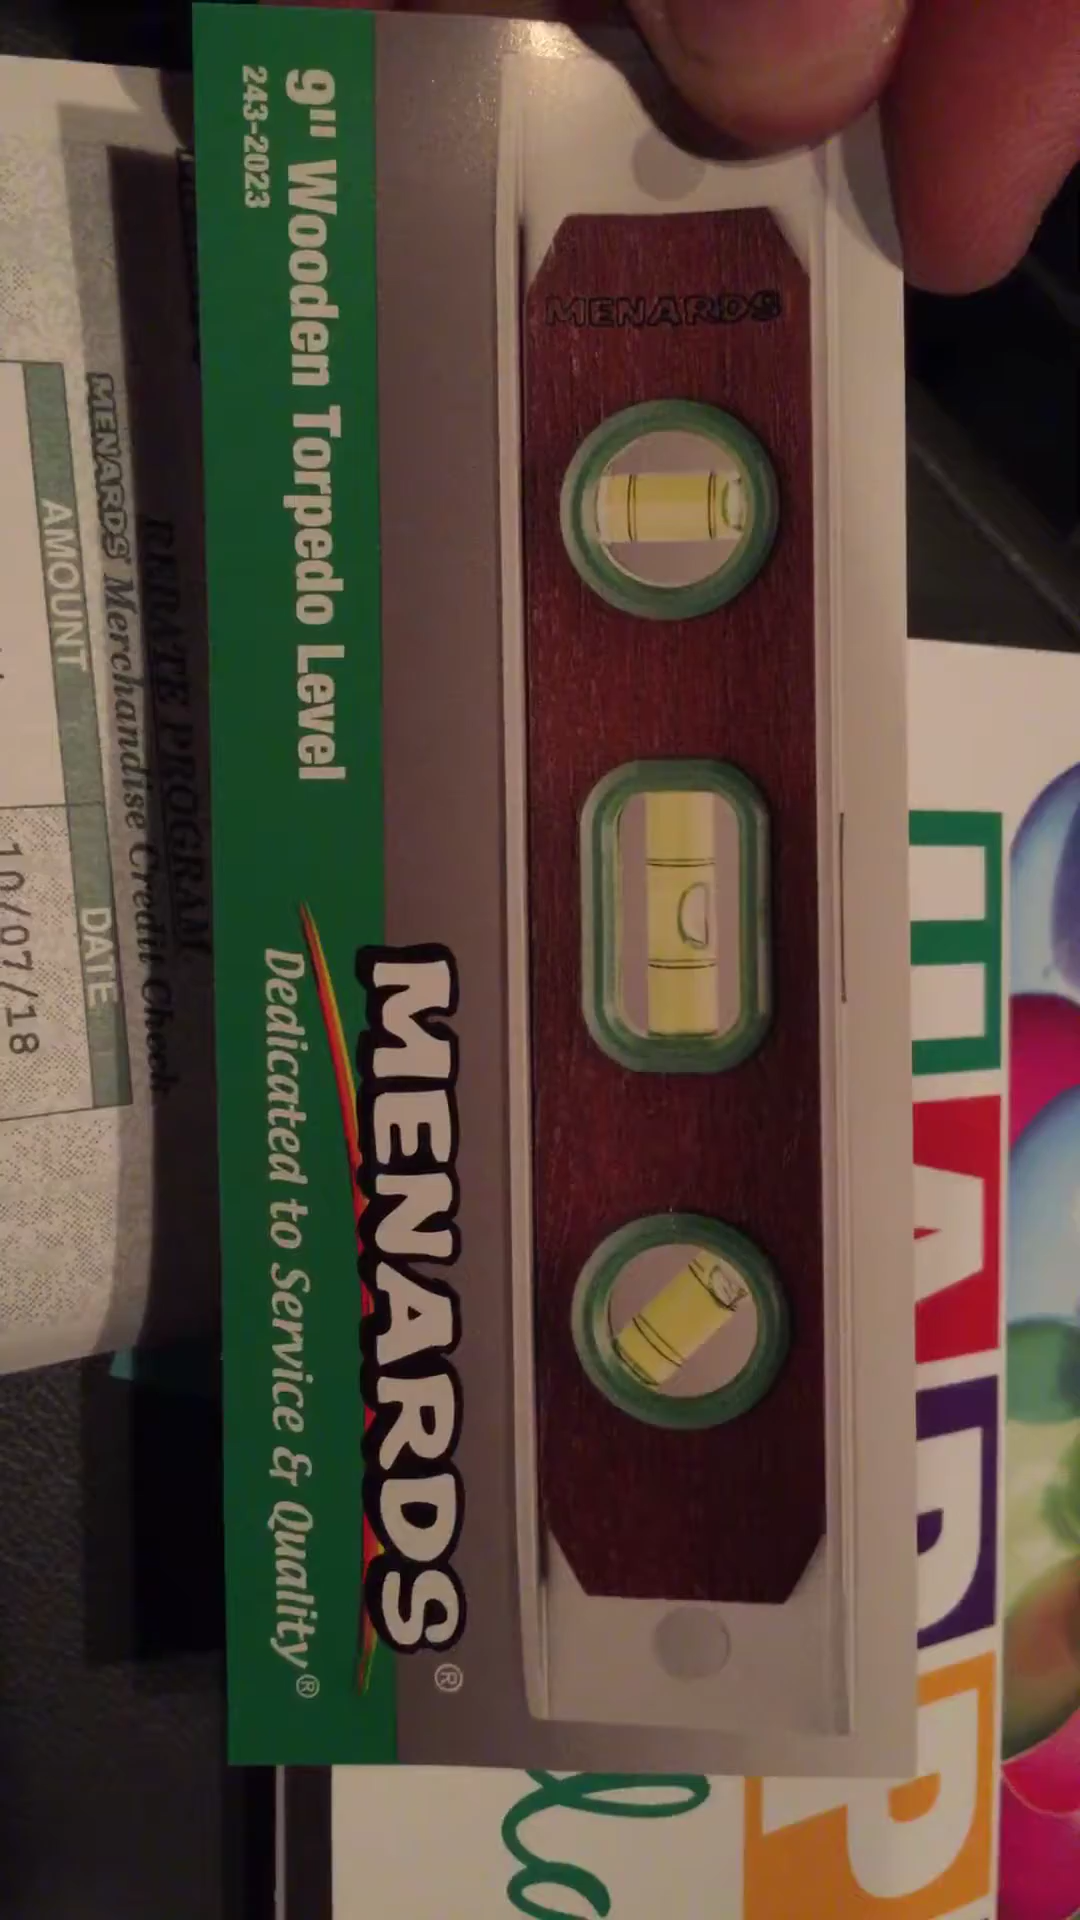 MENARDS
MENARDS®
9" Wooden Torpedo Level
243-2023
Dedicated to Service & Quality®
REBATE PROGRAM
MENARDS® Merchandise Credit Check
AMOUNT
DATE
10/07/18